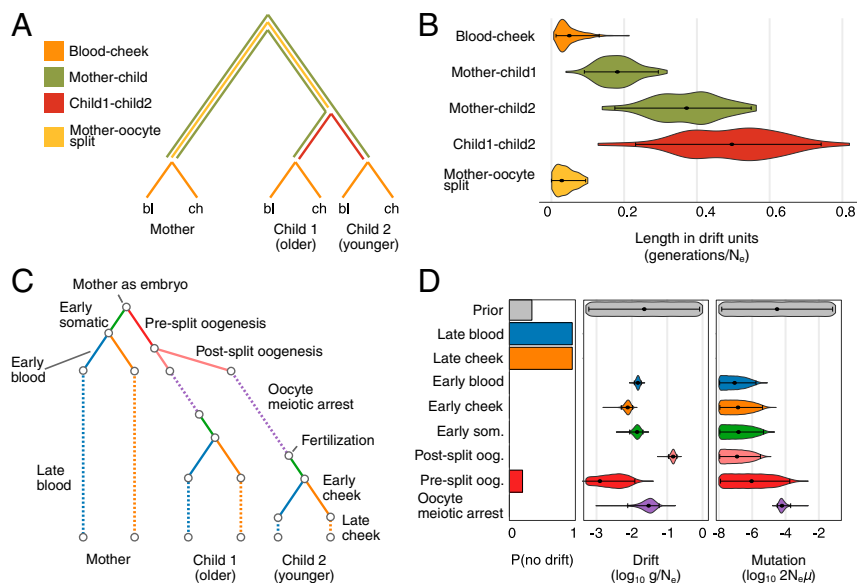 A
Blood-cheek
Mother-child
Child1-child2
Mother-oocyte
split
bl
ch
bl
ch
bl
ch
Mother
Child 1
(older)
Child 2
(younger)
B
Blood-cheek
Mother-child1
Mother-child2
Child1-child2
Mother-oocyte
split
0
0.2
0.4
0.6
0.8
Length in drift units
(generations/Ne)
C
Mother as embryo
Early
somatic
Pre-split oogenesis
Early
blood
Post-split oogenesis
Oocyte
meiotic arrest
Fertilization
Late
blood
Early
cheek
Late
cheek
Mother
Child 1
(older)
Child 2
(younger)
D
Prior
Late blood
Late cheek
Early blood
Early cheek
Early som.
Post-split oog.
Pre-split oog.
Oocyte
meiotic arrest
0
1
P(no drift)
-3
-2
-1
0
Drift
(log10 g/Ne)
-8
-6
-4
-2
Mutation
(log10 2Neμ)